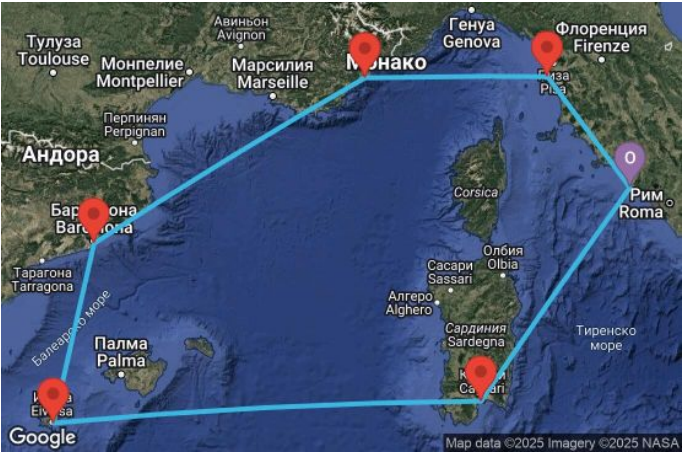 Авиньон
Avignon
Генуа
Genova
Флоренция
Firenze
Тулуза
Toulouse
Монпелие
Montpellier
Марсилия
Marseille
Монако
Пиза
Pisa
Перпинян
Perpignan
Андора
O
Рим
Roma
Corsica
Барселона
Barcelona
Тарагона
Tarragona
Олбия
Olbia
Сасари
Sassari
Алгеро
Alghero
Балеарско море
Палма
Palma
Сардиния
Sardegna
Тиренско
море
Eivissa
Google
Map data ©2025 Imagery ©2025 NASA